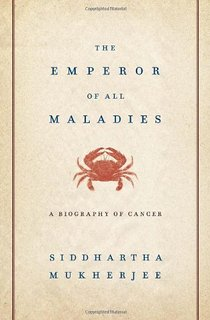 THE
EMPEROR
OF ALL
MALADIES
A BIOGRAPHY OF CANCER
SIDDHARTHA
MUKHERJEE